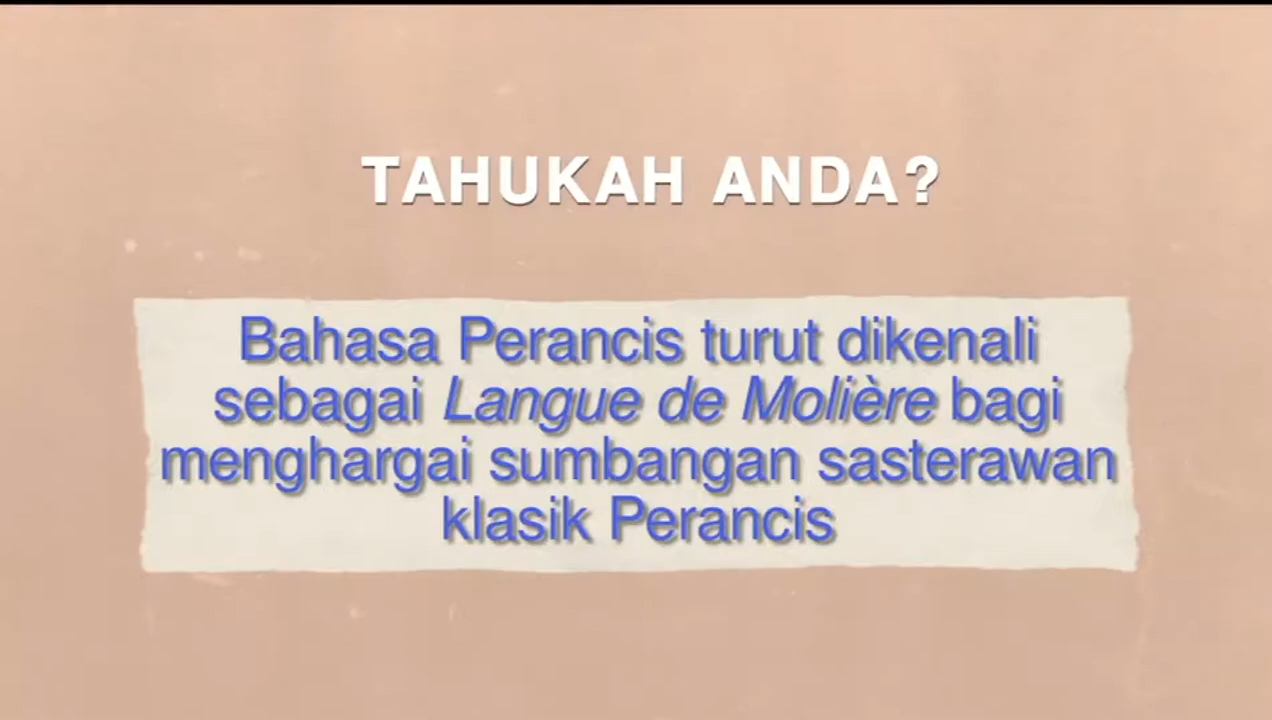 TAHUKAH ANDA?
Bahasa Perancis turut dikenali
sebagai Langue de Molière bagi
menghargai sumbangan sasterawan
klasik Perancis